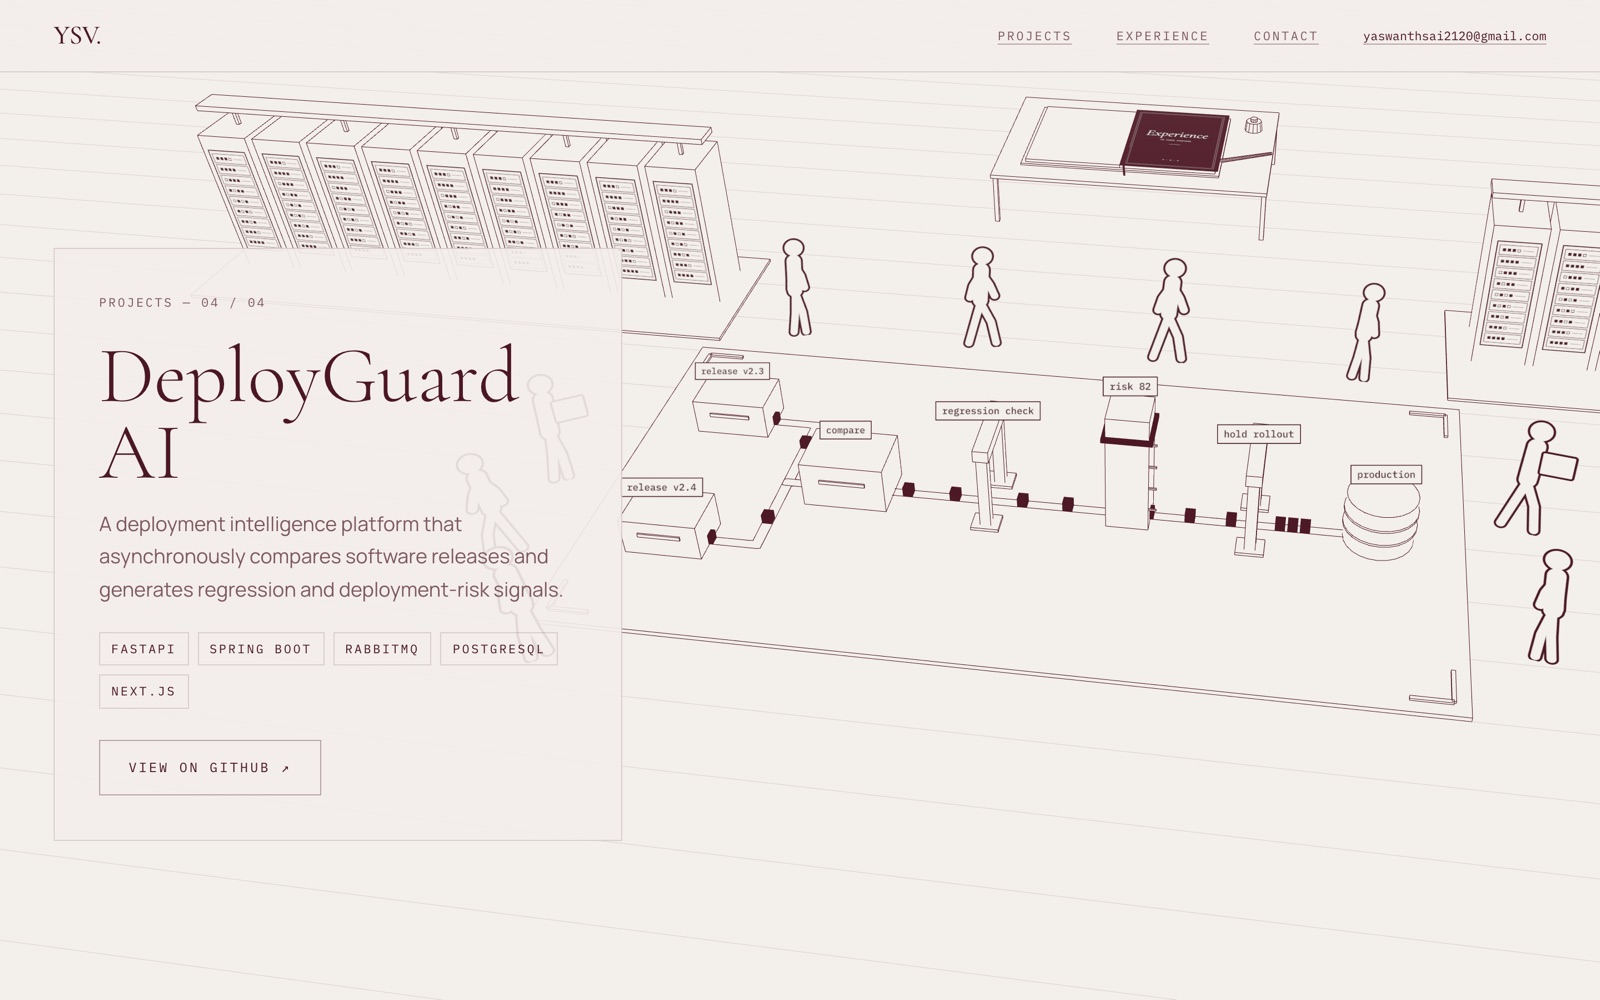 YSV.
PROJECTS
EXPERIENCE
CONTACT
yaswanthsai2120@gmail.com
Experience
PROJECTS — 04 / 04
DeployGuard
AI
A deployment intelligence platform that
asynchronously compares software releases and
generates regression and deployment-risk signals.
FASTAPI
SPRING BOOT
RABBITMQ
POSTGRESQL
NEXT.JS
VIEW ON GITHUB ↗
release v2.3
release v2.4
compare
regression check
risk 82
hold rollout
production